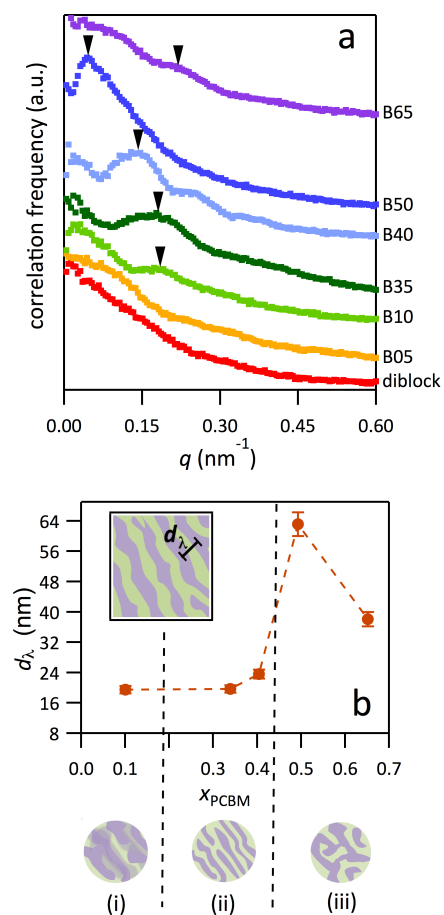 a
correlation frequency (a.u.)
B65
B50
B40
B35
B10
B05
diblock
0.00 0.15 0.30 0.45 0.60
q (nm⁻¹)
b
dλ
dλ (nm)
64
56
48
40
32
24
16
8
0.0 0.1 0.2 0.3 0.4 0.5 0.6 0.7
xPCBM
(i) (ii) (iii)